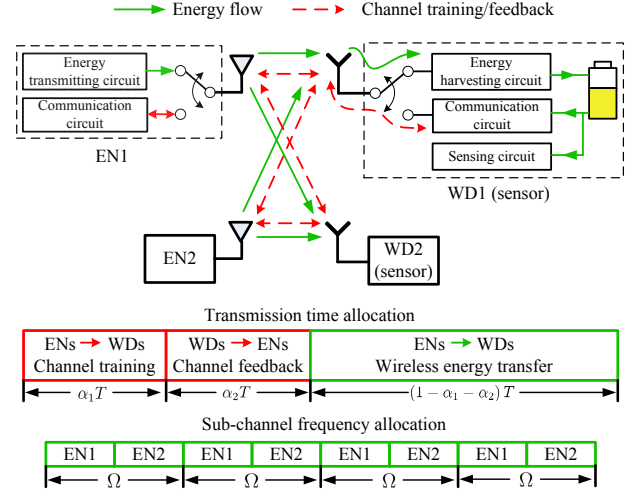 Energy flow
Channel training/feedback
Energy
transmitting circuit
Communication
circuit
EN1
Energy
harvesting circuit
Communication
circuit
Sensing circuit
WD1 (sensor)
EN2
WD2
(sensor)
Transmission time allocation
ENs WDs
Channel training
WDs ENs
Channel feedback
ENs WDs
Wireless energy transfer
α₁T
α₂T
(1 − α₁ − α₂) T
Sub-channel frequency allocation
EN1 EN2 EN1 EN2 EN1 EN2 EN1 EN2
Ω Ω Ω Ω